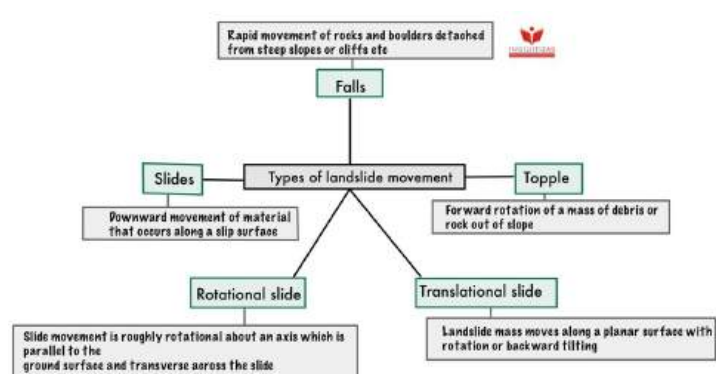 Rapid movement of rocks and boulders detached
from steep slopes or cliffs etc
Falls
Slides
Types of landslide movement
Topple
Downward movement of material
that occurs along a slip surface
Forward rotation of a mass of debris or
rock out of slope
Rotational slide
Translational slide
Slide movement is roughly rotational about an axis which is
parallel to the
ground surface and transverse across the slide
Landslide mass moves along a planar surface with
rotation or backward tilting